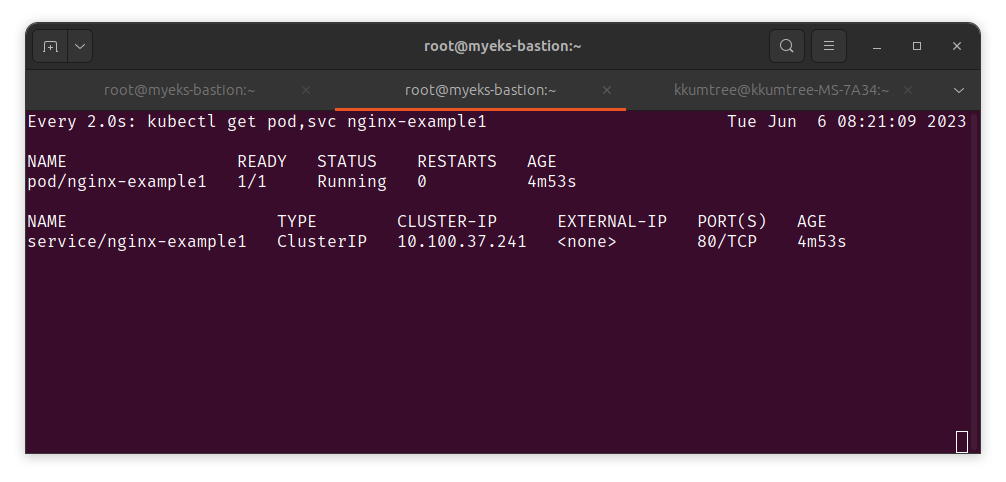 root@myeks-bastion:~
root@myeks-bastion:~ root@myeks-bastion:~ kkumtree@kkumtree-MS-7A34:~
Every 2.0s: kubectl get pod,svc nginx-example1 Tue Jun  6 08:21:09 2023
NAME READY STATUS RESTARTS AGE
pod/nginx-example1 1/1 Running 0 4m53s
NAME TYPE CLUSTER-IP EXTERNAL-IP PORT(S) AGE
service/nginx-example1 ClusterIP 10.100.37.241 <none> 80/TCP 4m53s